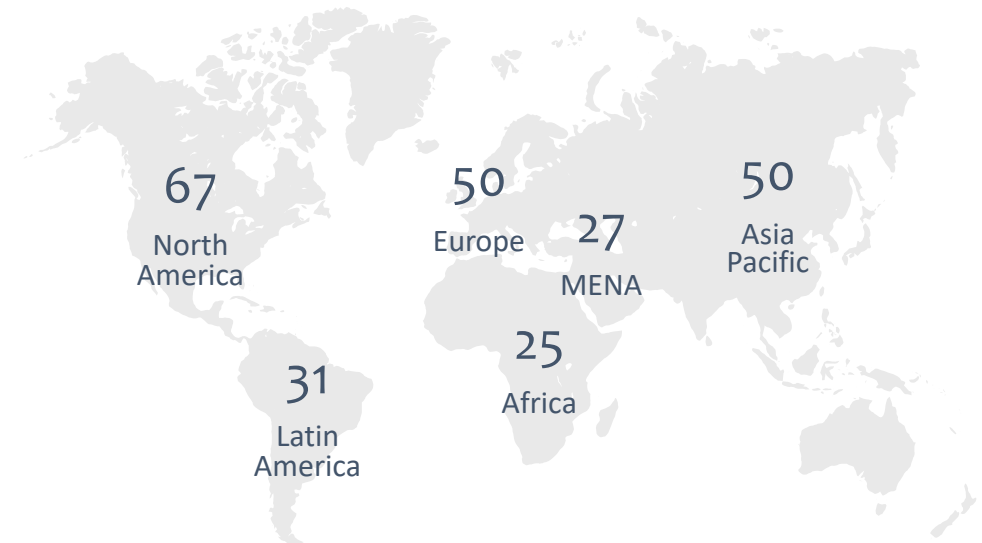 67
North
America
50
Europe
27
MENA
50
Asia
Pacific
25
Africa
31
Latin
America